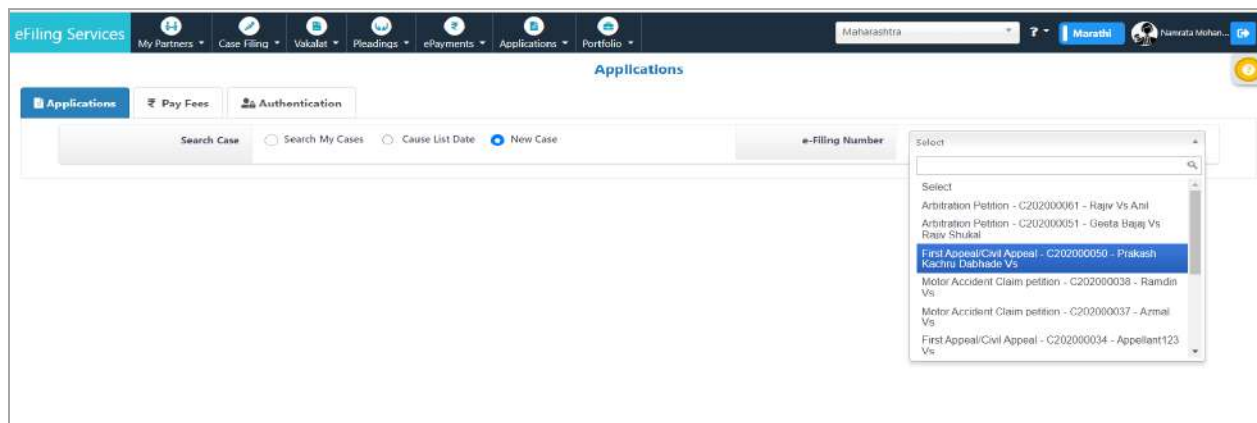 eFiling Services
My Partners
Case Filing
Vakalat
Pleadings
ePayments
Applications
Portfolio
Maharashtra
?
Marathi
Namrata Mohan...
Applications
Applications
₹ Pay Fees
Authentication
Search Case
Search My Cases
Cause List Date
New Case
e-Filing Number
Select
Select
Arbitration Petition - C202000061 - Rajiv Vs Anil
Arbitration Petition - C202000051 - Geeta Bajaj Vs
Rajiv Shukal
First Appeal/Civil Appeal - C202000050 - Prakash
Kachru Dabhade Vs
Motor Accident Claim petition - C202000038 - Ramdin
Vs
Motor Accident Claim petition - C202000037 - Azmal
Vs
First Appeal/Civil Appeal - C202000034 - Appellant123
Vs